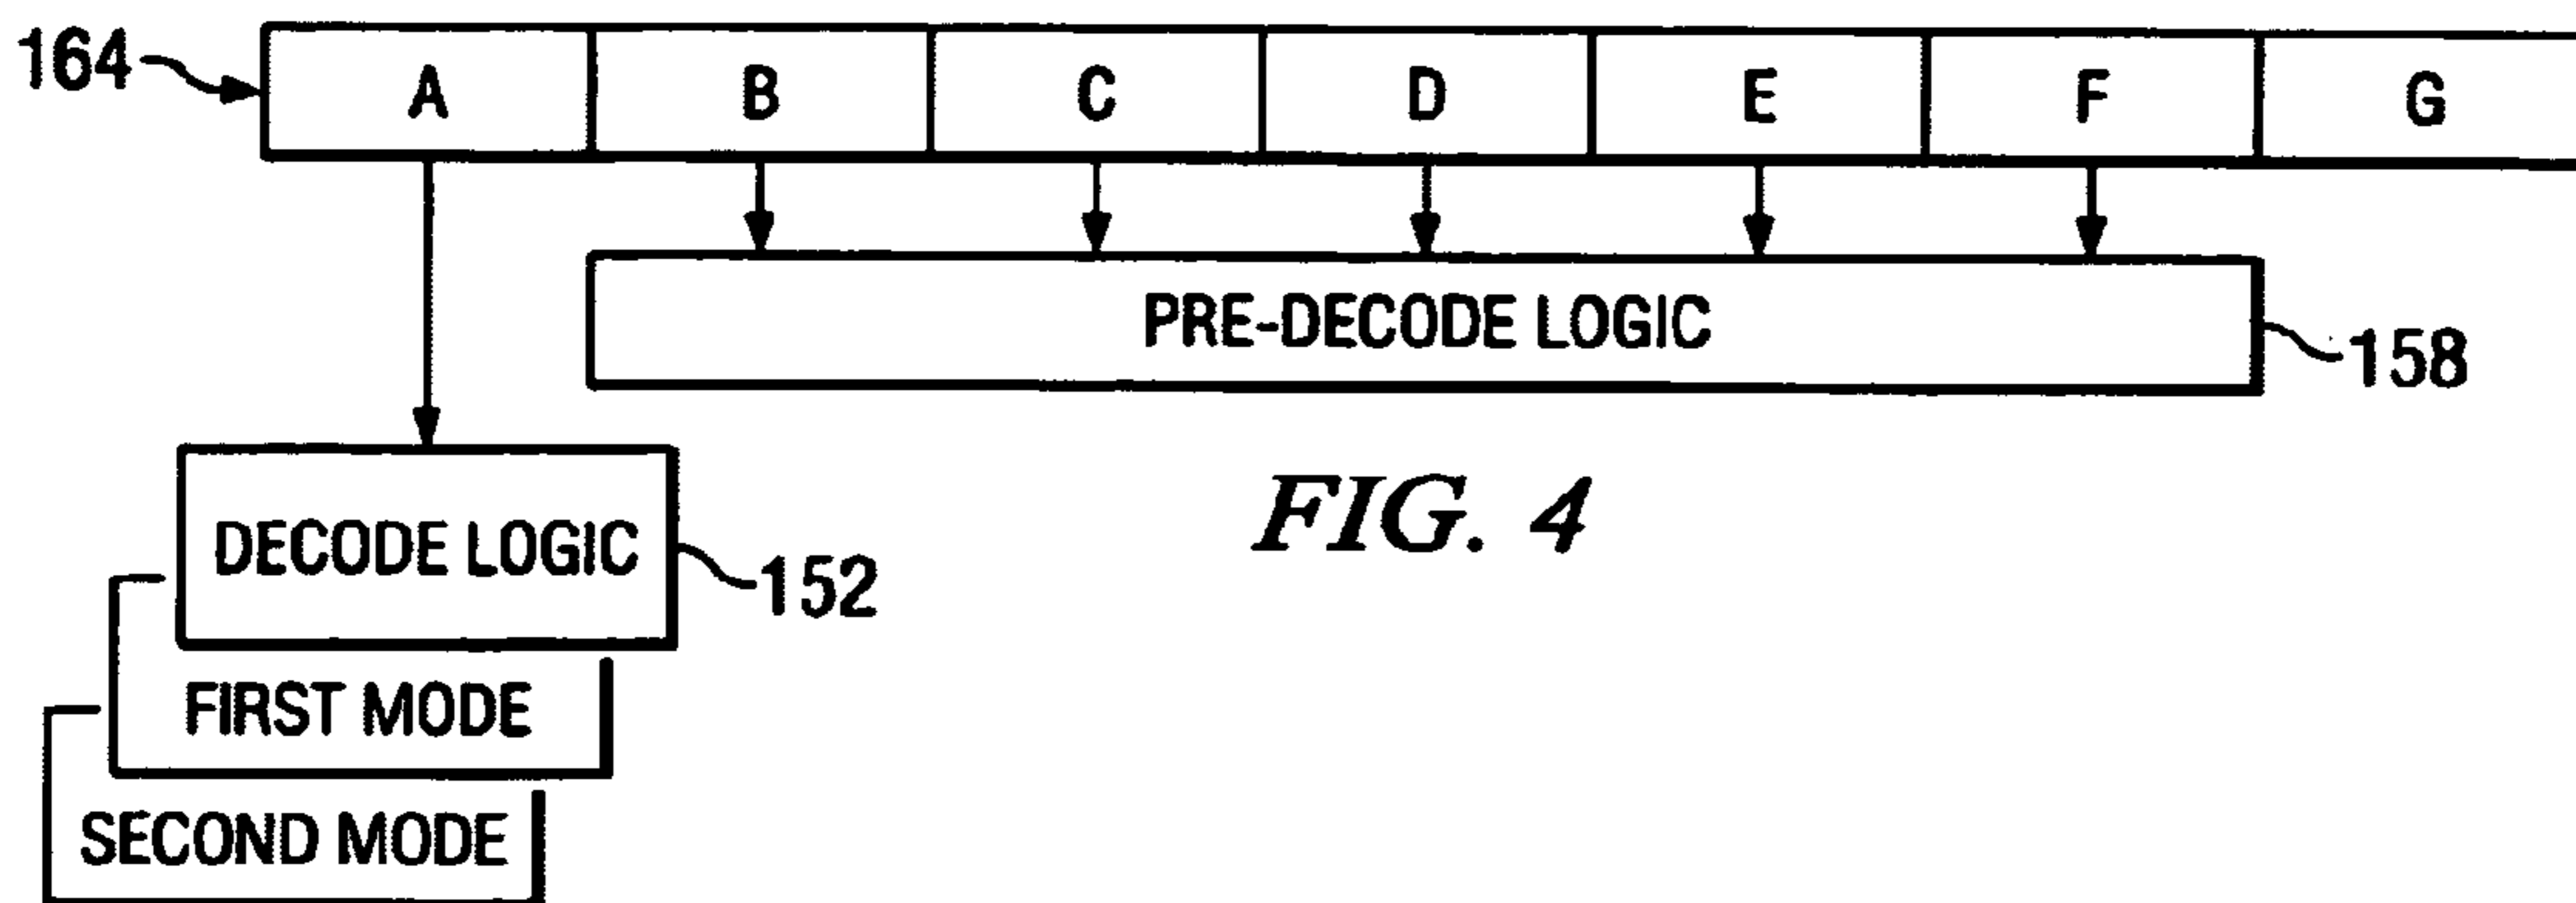 164 A B C D E F G
PRE-DECODE LOGIC 158
DECODE LOGIC 152
FIG. 4
FIRST MODE
SECOND MODE